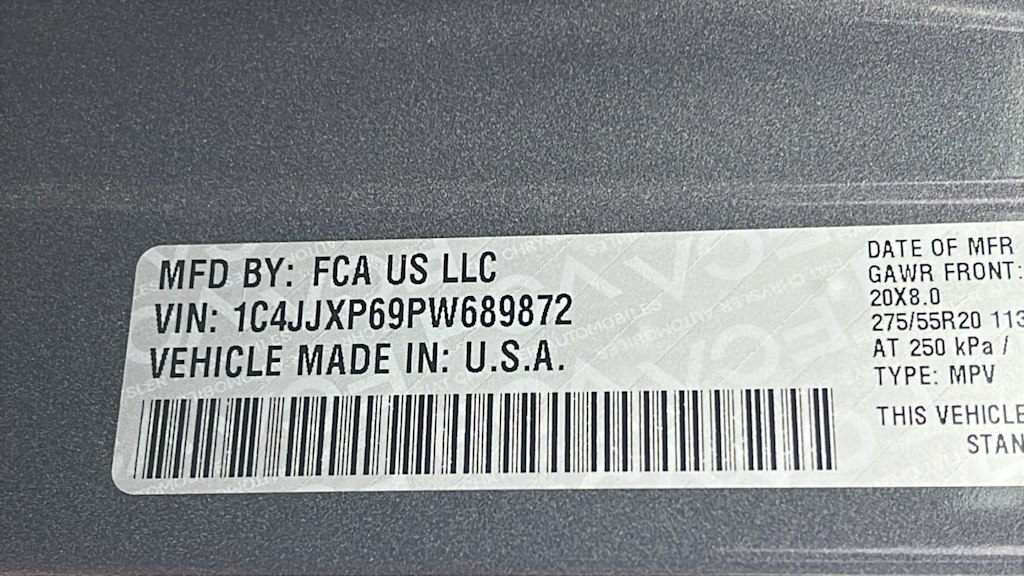 MFD BY: FCA US LLC
VIN: 1C4JJXP69PW689872
VEHICLE MADE IN: U.S.A.
DATE OF MFR
GAWR FRONT:
20X8.0
275/55R20 113
AT 250 kPa /
TYPE: MPV
THIS VEHICLE
STAN